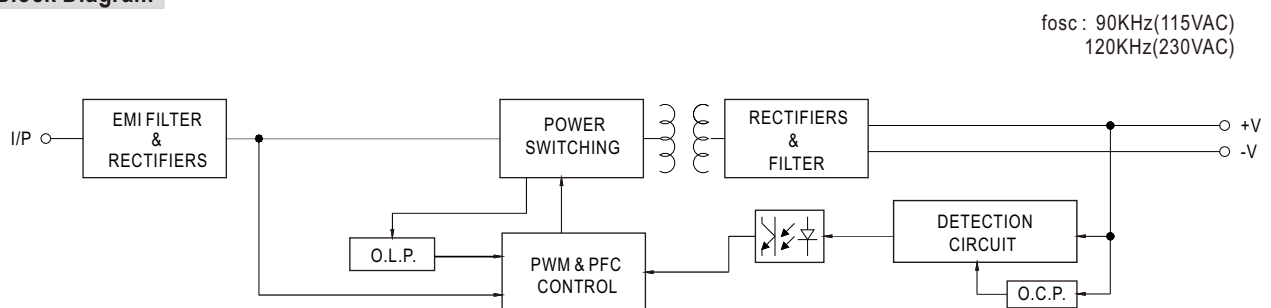 Block Diagram
fosc : 90KHz(115VAC)
120KHz(230VAC)
I/P
EMI FILTER
&
RECTIFIERS
POWER
SWITCHING
RECTIFIERS
&
FILTER
+V
-V
O.L.P.
PWM & PFC
CONTROL
DETECTION
CIRCUIT
O.C.P.